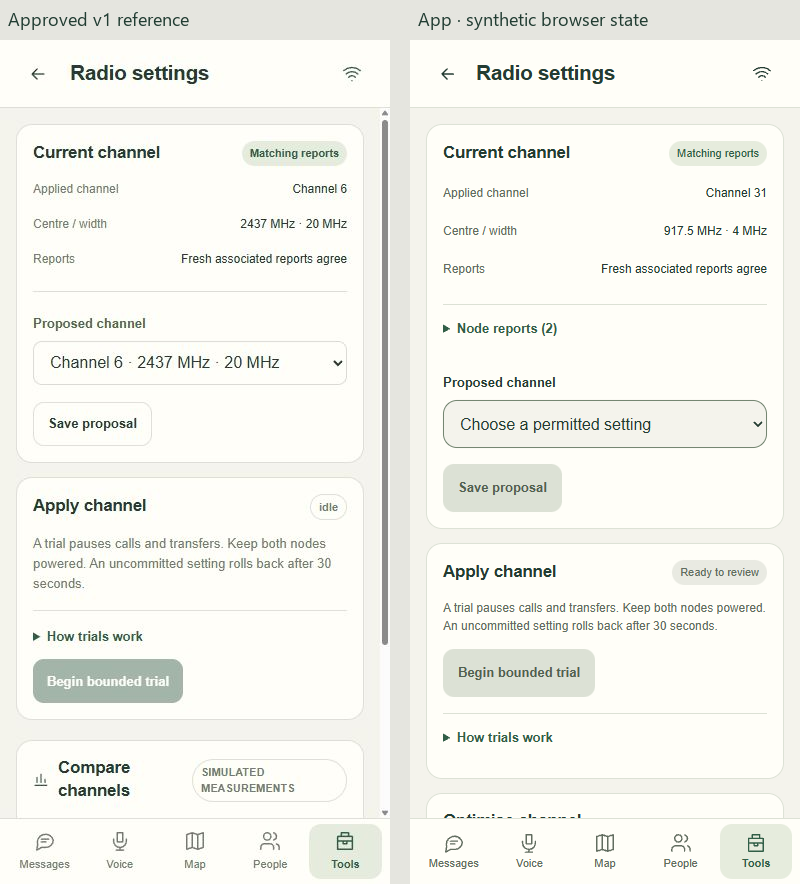 Approved v1 reference
Radio settings
Current channel
Matching reports
Applied channel
Channel 6
Centre / width
2437 MHz · 20 MHz
Reports
Fresh associated reports agree
Proposed channel
Channel 6 · 2437 MHz · 20 MHz
Save proposal
Apply channel
idle
A trial pauses calls and transfers. Keep both nodes
powered. An uncommitted setting rolls back after 30
seconds.
How trials work
Begin bounded trial
Compare
channels
SIMULATED
MEASUREMENTS
Messages
Voice
Map
People
Tools
App · synthetic browser state
Radio settings
Current channel
Matching reports
Applied channel
Channel 31
Centre / width
917.5 MHz · 4 MHz
Reports
Fresh associated reports agree
Node reports (2)
Proposed channel
Choose a permitted setting
Save proposal
Apply channel
Ready to review
A trial pauses calls and transfers. Keep both nodes powered.
An uncommitted setting rolls back after 30 seconds.
Begin bounded trial
How trials work
Messages
Voice
Map
People
Tools